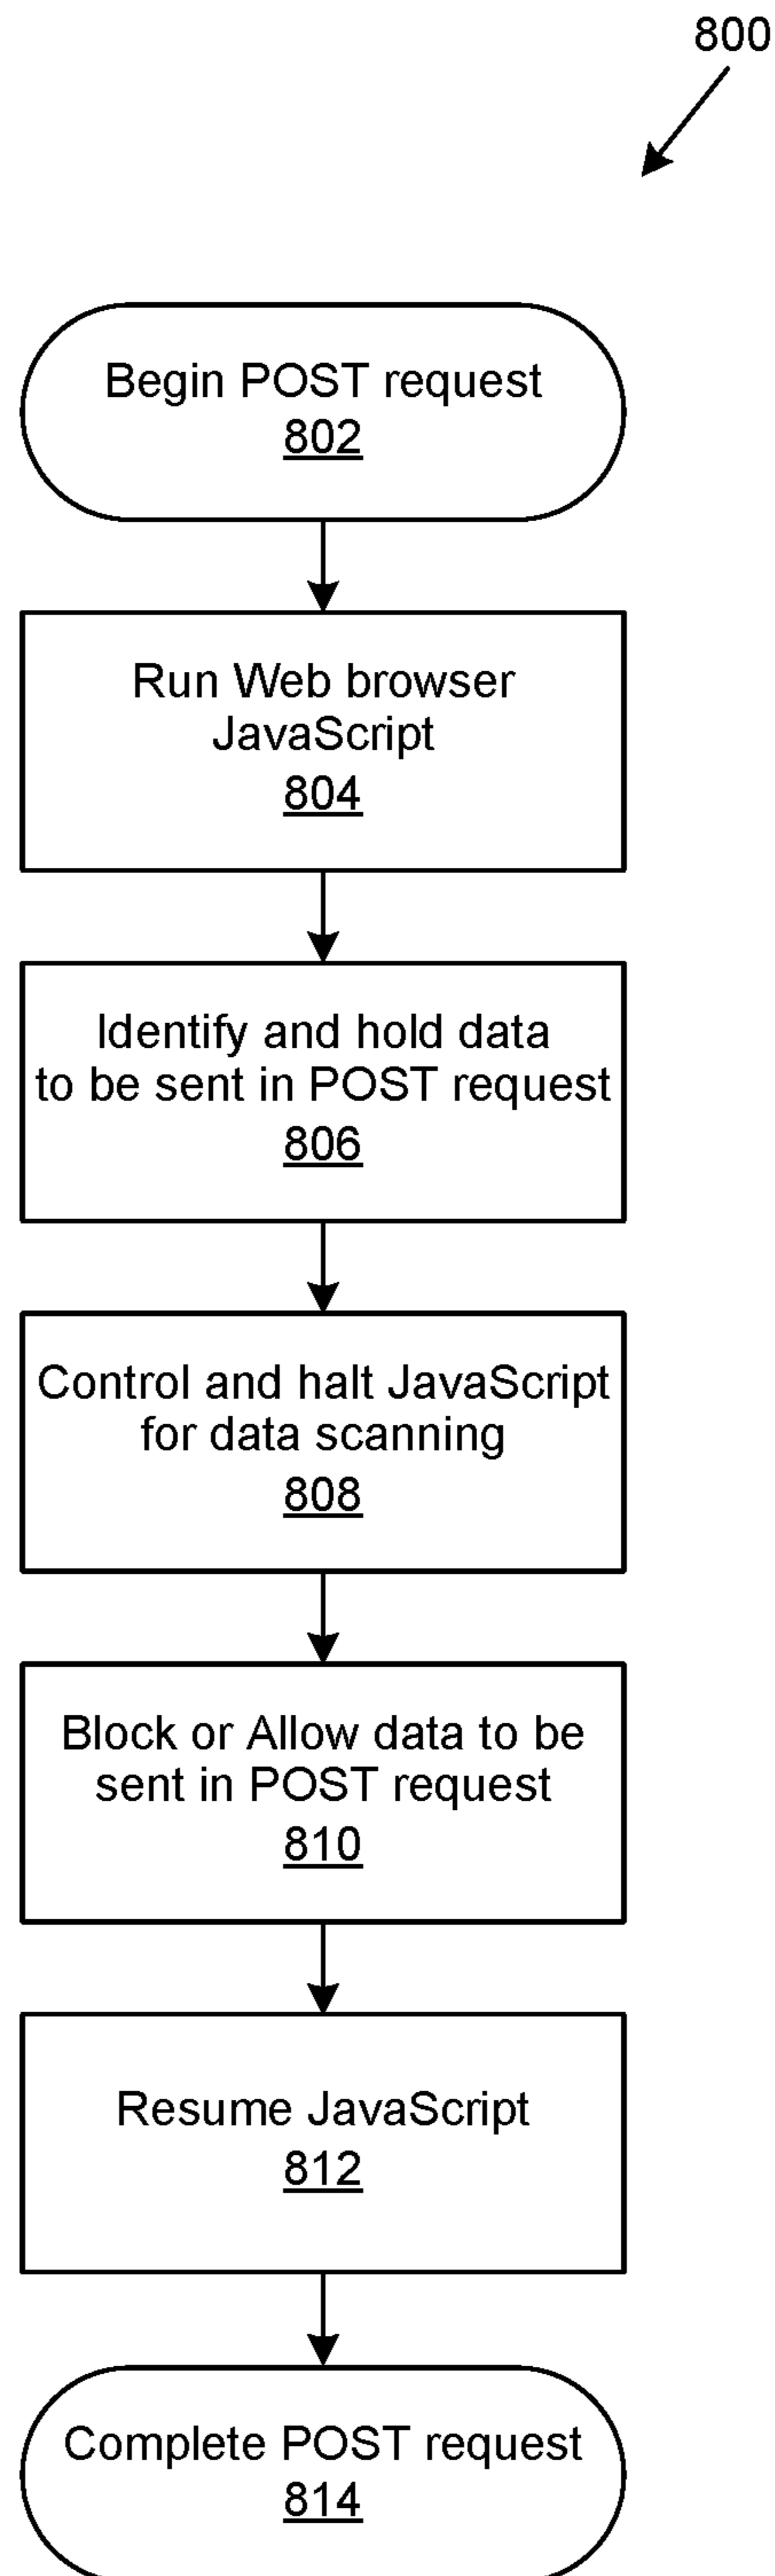 800
Begin POST request
802
Run Web browser
JavaScript
804
Identify and hold data
to be sent in POST request
806
Control and halt JavaScript
for data scanning
808
Block or Allow data to be
sent in POST request
810
Resume JavaScript
812
Complete POST request
814